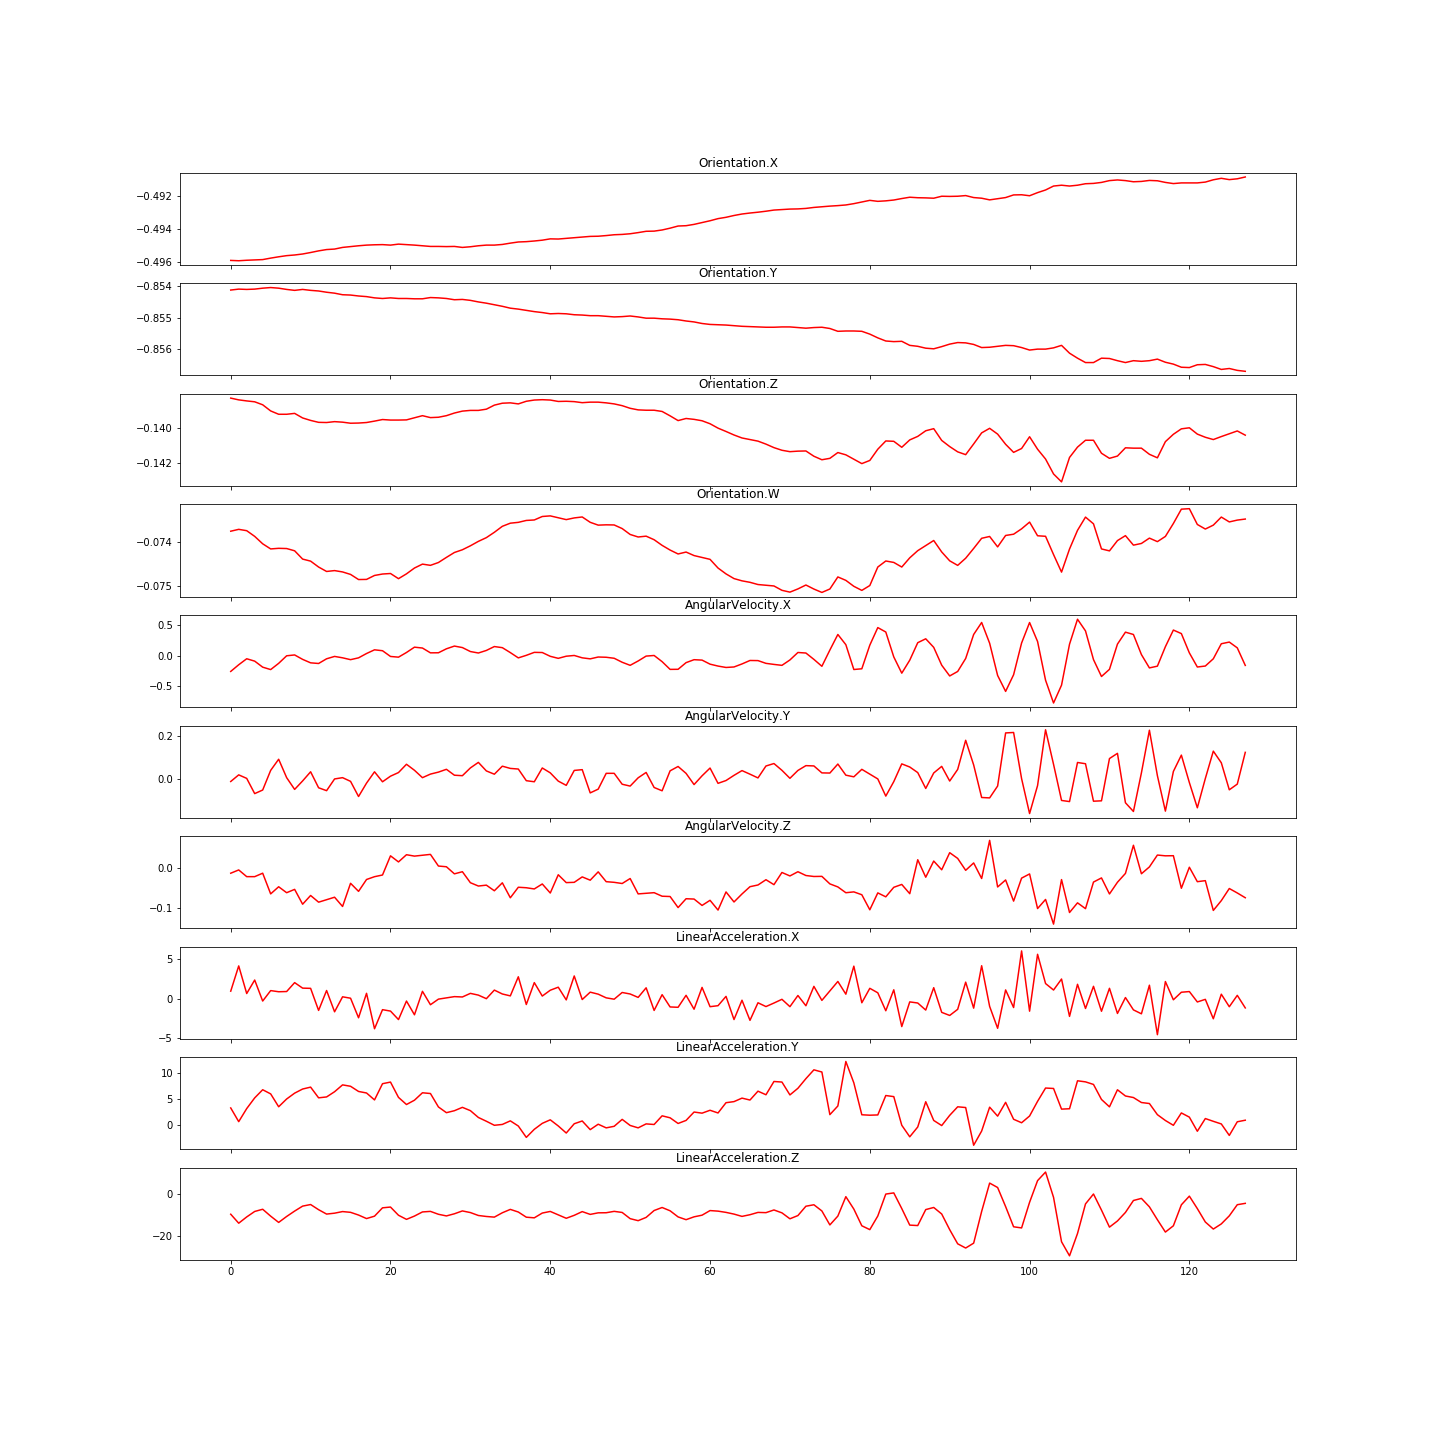 Orientation.X
−0.492
−0.494
−0.496
Orientation.Y
−0.854
−0.855
−0.856
Orientation.Z
−0.140
−0.142
Orientation.W
−0.074
−0.075
AngularVelocity.X
0.5
0.0
−0.5
AngularVelocity.Y
0.2
0.0
AngularVelocity.Z
0.0
−0.1
LinearAcceleration.X
5
0
−5
LinearAcceleration.Y
10
5
0
LinearAcceleration.Z
0
−20
0 20 40 60 80 100 120